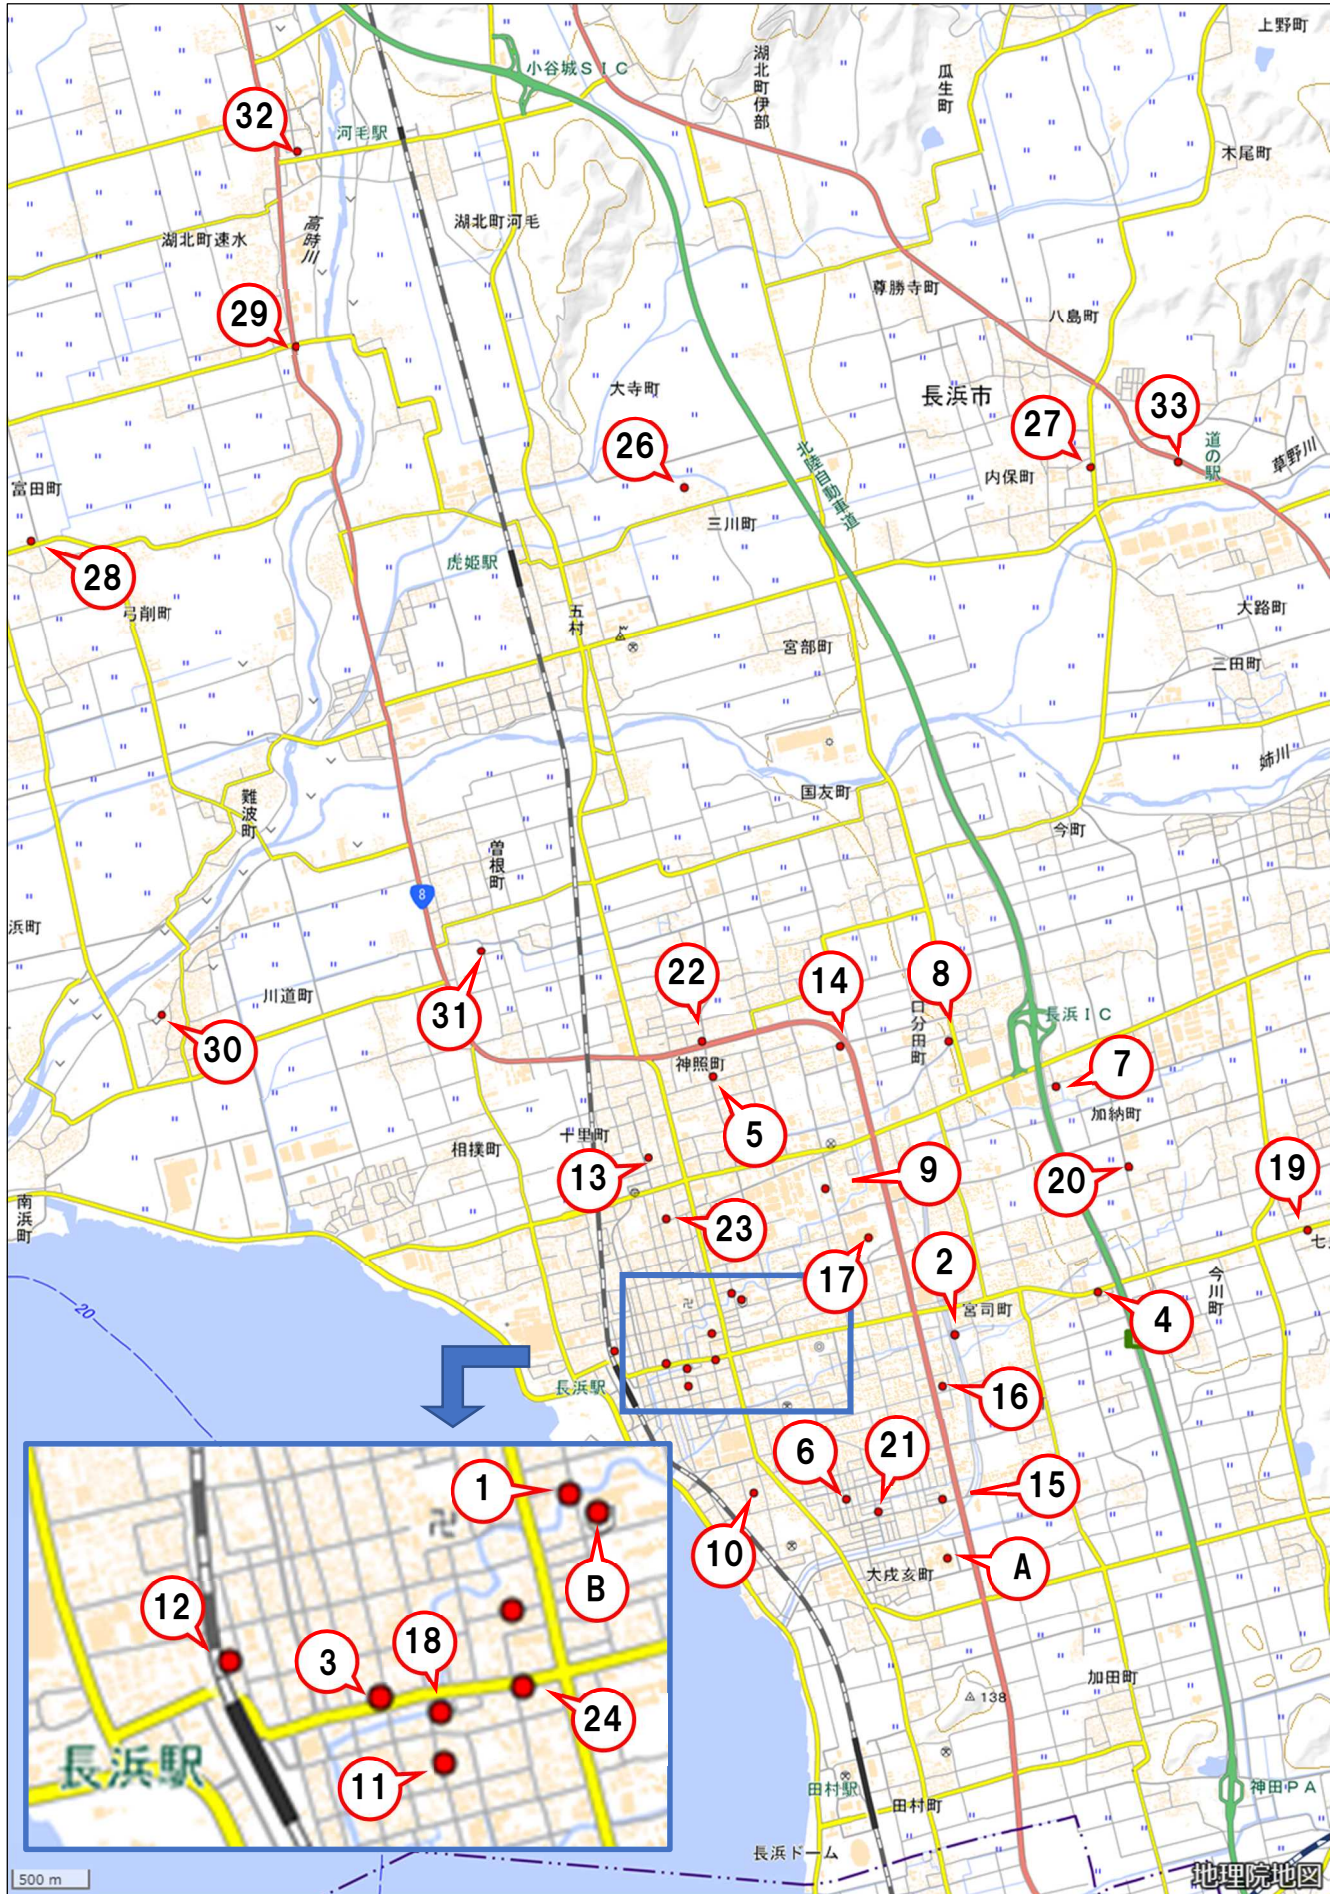 上野町
小谷城ＳＩＣ
湖北町伊部
瓜生町
32
河毛駅
木尾町
湖北町河毛
高時川
湖北町速水
尊勝寺町
29
八島町
大寺町
長浜市
33
27
26
道の駅
草野川
北陸自動車道
内保町
富田町
三川町
虎姫駅
28
弓削町
五村
大路町
宮部町
三田町
姉川
国友町
難波町
今町
曽根町
8
浜町
22
14
8
川道町
口分田町
長浜ＩＣ
31
30
神照町
7
加納町
5
十里町
相撲町
19
13
9
20
南浜町
23
七
2
17
今川町
宮司町
20
4
長浜駅
16
6
21
15
1
卍
10
A
B
大戌亥町
12
18
3
加田町
24
138
長浜駅
11
田村駅
神田ＰＡ
田村町
長浜ドーム
500 m
地理院地図